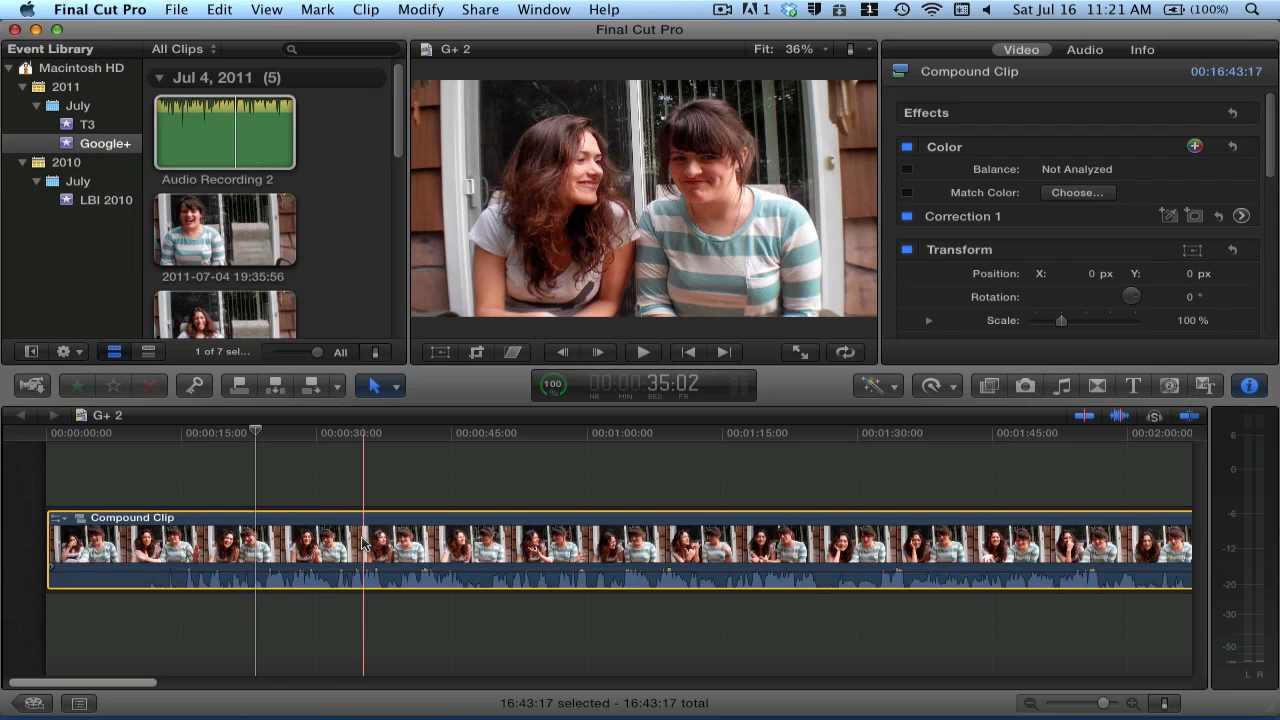 Final Cut Pro File Edit View Mark Clip Modify Share Window Help 1 Sat Jul 16 11:21 AM (100%)
Final Cut Pro
Event Library
All Clips
G+ 2
Fit: 36%
Video Audio Info
Macintosh HD
2011
July
T3
Google+
2010
July
LBI 2010
Jul 4, 2011 (5)
Audio Recording 2
2011-07-04 19:35:56
1 of 7 sel...
All
Compound Clip
00:16:43:17
Effects
Color
Balance: Not Analyzed
Match Color: Choose...
Correction 1
Transform
Position: X: 0 px Y: 0 px
Rotation: 0 °
Scale: 100 %
100 %
00:00:35:02
HR MIN SEC FR
T
G+ 2
S
00:00:00:00 00:00:15:00 00:00:30:00 00:00:45:00 00:01:00:00 00:01:15:00 00:01:30:00 00:01:45:00 00:02:00:00
Compound Clip
6
0
-6
-12
-20
-30
-50
L R
16:43:17 selected - 16:43:17 total